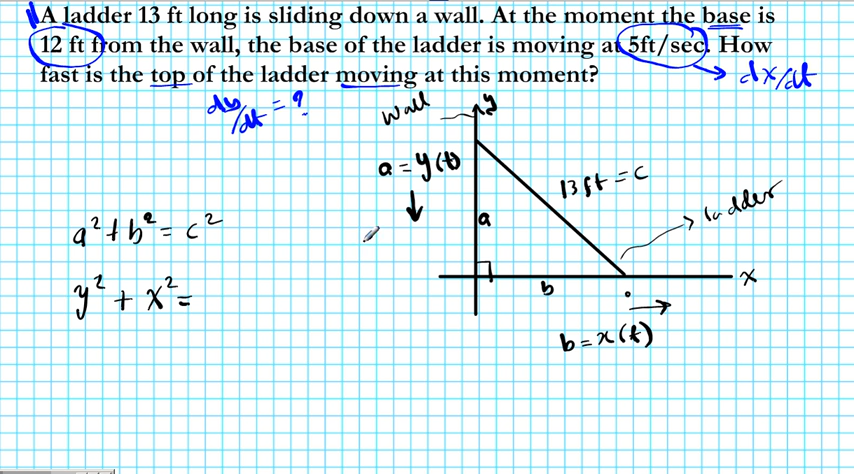 A ladder 13 ft long is sliding down a wall. At the moment the base is
12 ft from the wall, the base of the ladder is moving at 5ft/sec. How
fast is the top of the ladder moving at this moment?
dx/dt
dy/dt = ?
wall
y
a = y(t)
13 ft = c
ladder
a
a² + b² = c²
x
b
y² + x² =
b = x(t)